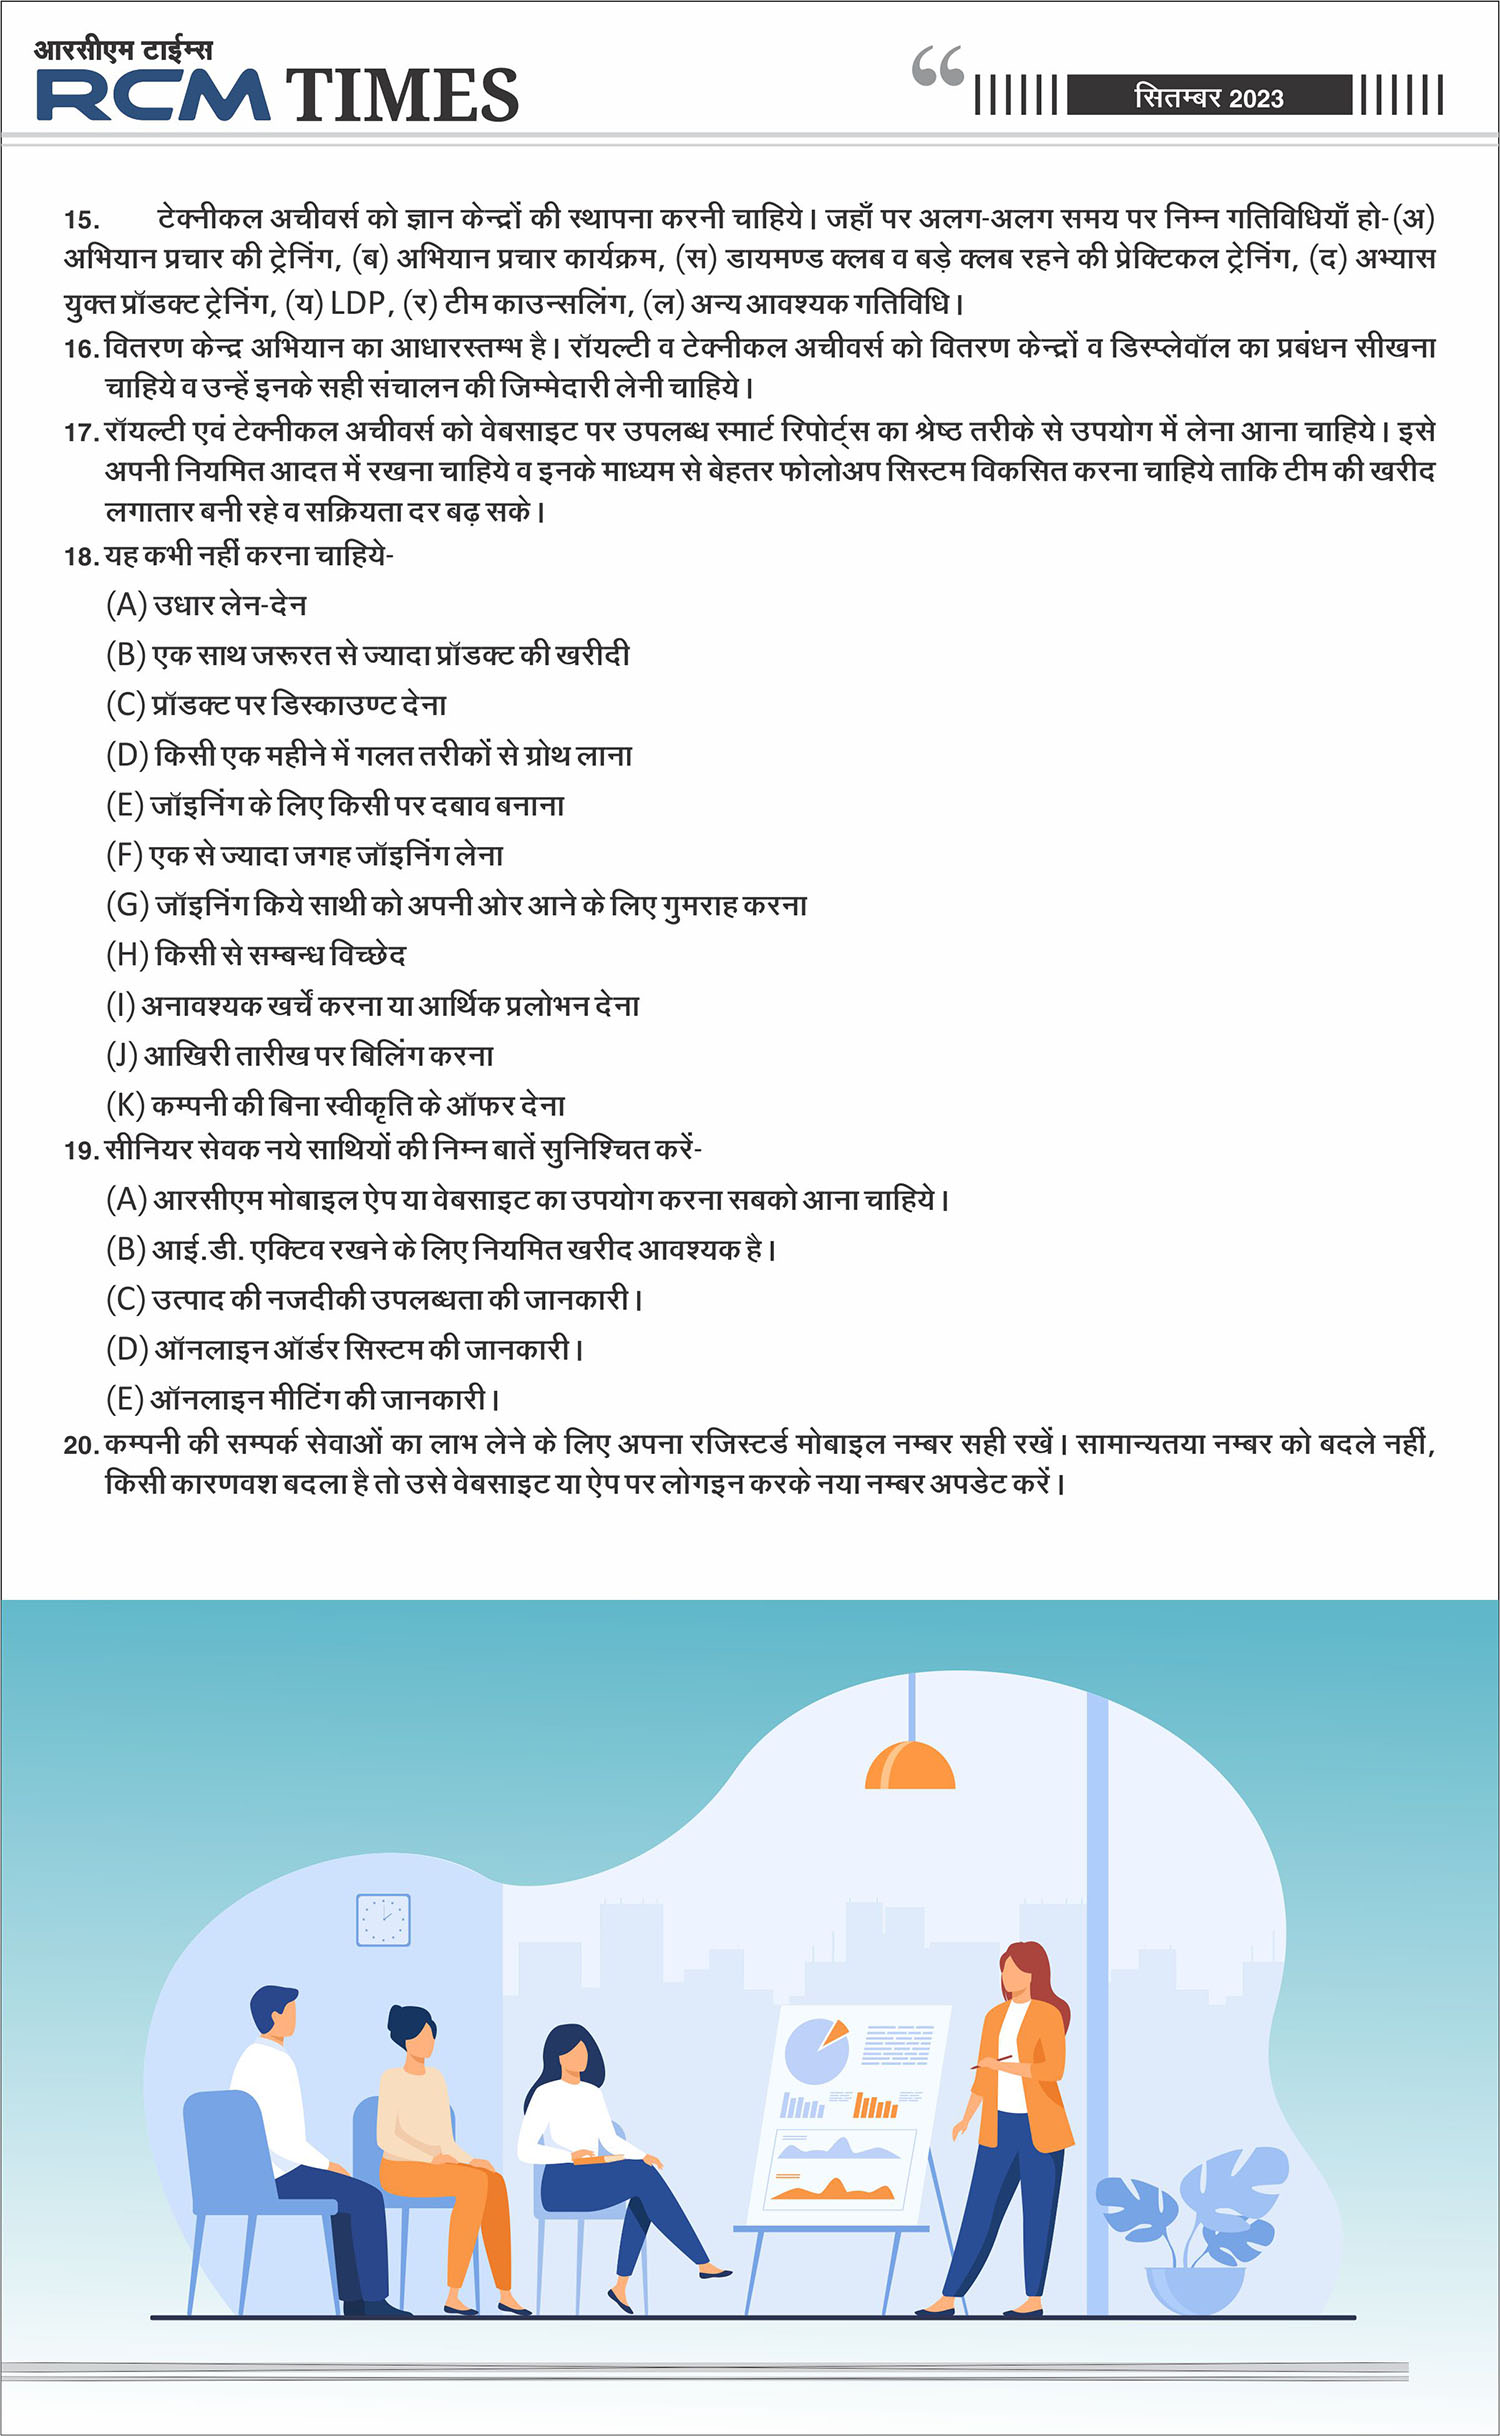 आरसीएम टाईम्स
RCM TIMES
सितम्बर 2023
15. टेक्नीकल अचीवर्स को ज्ञान केन्द्रों की स्थापना करनी चाहिये। जहाँ पर अलग-अलग समय पर निम्न गतिविधियाँ हो-(अ)
अभियान प्रचार की ट्रेनिंग, (ब) अभियान प्रचार कार्यक्रम, (स) डायमण्ड क्लब व बड़े क्लब रहने की प्रेक्टिकल ट्रेनिंग, (द) अभ्यास
युक्त प्रॉडक्ट ट्रेनिंग, (य) LDP, (र) टीम काउन्सलिंग, (ल) अन्य आवश्यक गतिविधि।
16. वितरण केन्द्र अभियान का आधारस्तम्भ है। रॉयल्टी व टेक्नीकल अचीवर्स को वितरण केन्द्रों व डिस्प्लेवॉल का प्रबंधन सीखना
चाहिये व उन्हें इनके सही संचालन की जिम्मेदारी लेनी चाहिये।
17. रॉयल्टी एवं टेक्नीकल अचीवर्स को वेबसाइट पर उपलब्ध स्मार्ट रिपोर्ट्स का श्रेष्ठ तरीके से उपयोग में लेना आना चाहिये। इसे
अपनी नियमित आदत में रखना चाहिये व इनके माध्यम से बेहतर फोलोअप सिस्टम विकसित करना चाहिये ताकि टीम की खरीद
लगातार बनी रहे व सक्रियता दर बढ़ सके।
18. यह कभी नहीं करना चाहिये-
(A) उधार लेन-देन
(B) एक साथ जरूरत से ज्यादा प्रॉडक्ट की खरीदी
(C) प्रॉडक्ट पर डिस्काउण्ट देना
(D) किसी एक महीने में गलत तरीकों से ग्रोथ लाना
(E) जॉइनिंग के लिए किसी पर दबाव बनाना
(F) एक से ज्यादा जगह जॉइनिंग लेना
(G) जॉइनिंग किये साथी को अपनी ओर आने के लिए गुमराह करना
(H) किसी से सम्बन्ध विच्छेद
(I) अनावश्यक खर्चें करना या आर्थिक प्रलोभन देना
(J) आखिरी तारीख पर बिलिंग करना
(K) कम्पनी की बिना स्वीकृति के ऑफर देना
19. सीनियर सेवक नये साथियों की निम्न बातें सुनिश्चित करें-
(A) आरसीएम मोबाइल ऐप या वेबसाइट का उपयोग करना सबको आना चाहिये।
(B) आई.डी. एक्टिव रखने के लिए नियमित खरीद आवश्यक है।
(C) उत्पाद की नजदीकी उपलब्धता की जानकारी।
(D) ऑनलाइन ऑर्डर सिस्टम की जानकारी।
(E) ऑनलाइन मीटिंग की जानकारी।
20. कम्पनी की सम्पर्क सेवाओं का लाभ लेने के लिए अपना रजिस्टर्ड मोबाइल नम्बर सही रखें। सामान्यतया नम्बर को बदले नहीं,
किसी कारणवश बदला है तो उसे वेबसाइट या ऐप पर लोगइन करके नया नम्बर अपडेट करें।